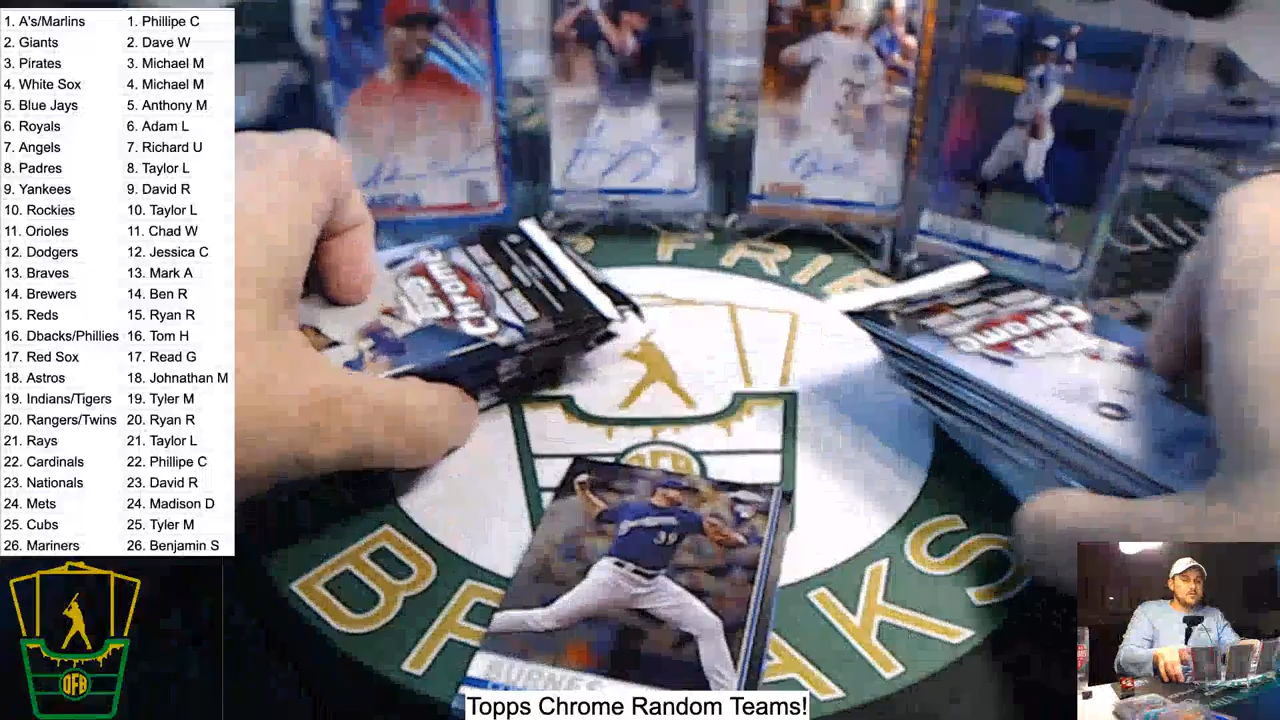 1. A's/Marlins 1. Phillipe C
2. Giants 2. Dave W
3. Pirates 3. Michael M
4. White Sox 4. Michael M
5. Blue Jays 5. Anthony M
6. Royals 6. Adam L
7. Angels 7. Richard U
8. Padres 8. Taylor L
9. Yankees 9. David R
10. Rockies 10. Taylor L
11. Orioles 11. Chad W
12. Dodgers 12. Jessica C
13. Braves 13. Mark A
14. Brewers 14. Ben R
15. Reds 15. Ryan R
16. Dbacks/Phillies 16. Tom H
17. Red Sox 17. Read G
18. Astros 18. Johnathan M
19. Indians/Tigers 19. Tyler M
20. Rangers/Twins 20. Ryan R
21. Rays 21. Taylor L
22. Cardinals 22. Phillipe C
23. Nationals 23. David R
24. Mets 24. Madison D
25. Cubs 25. Tyler M
26. Mariners 26. Benjamin S
OFB
CHROME
Chrome
FRIE
OFB
BREAKS
BURNES
Topps Chrome Random Teams!